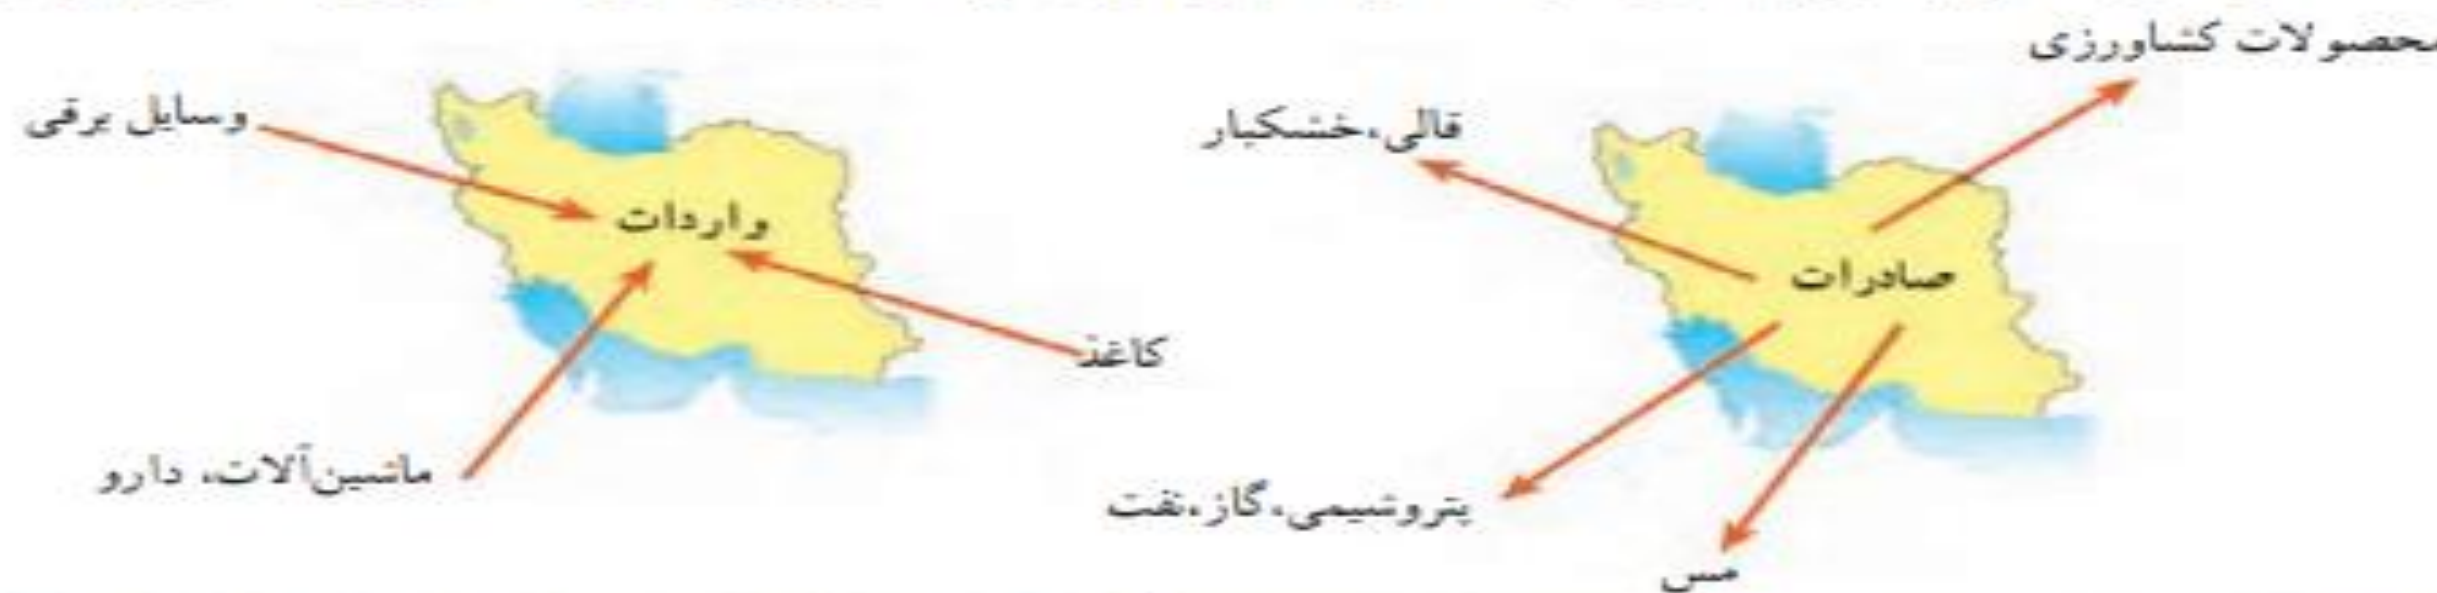 محصولات کشاورزی
قالی،خشکبار
صادرات
پتروشیمی،گاز،نفت
مس
وسایل برقی
واردات
کاغذ
ماشین‌آلات، دارو